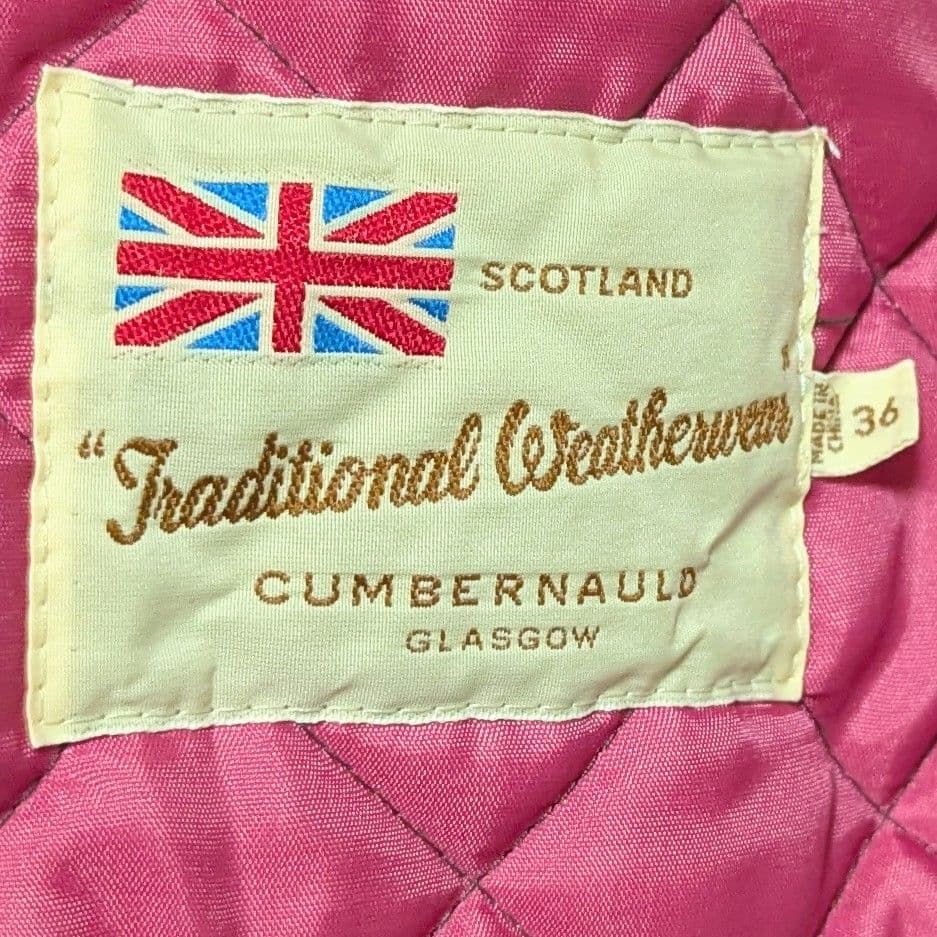 SCOTLAND
"Traditional Weatherwear"
CUMBERNAULD
GLASGOW
MADE IN
CHINA
36